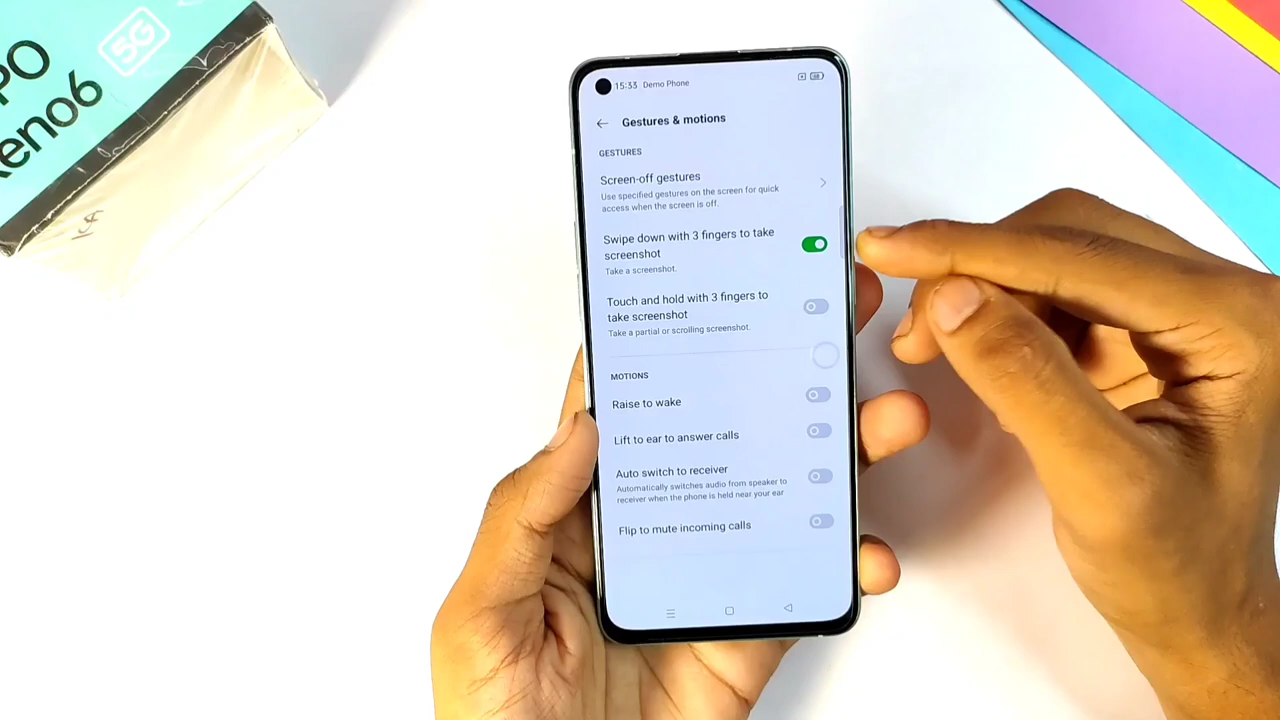 5G
Reno6
15:33 Demo Phone
Gestures & motions
GESTURES
Screen-off gestures
Use specified gestures on the screen for quick
access when the screen is off.
Swipe down with 3 fingers to take
screenshot
Take a screenshot.
Touch and hold with 3 fingers to
take screenshot
Take a partial or scrolling screenshot.
MOTIONS
Raise to wake
Lift to ear to answer calls
Auto switch to receiver
Automatically switches audio from speaker to
receiver when the phone is held near your ear
Flip to mute incoming calls